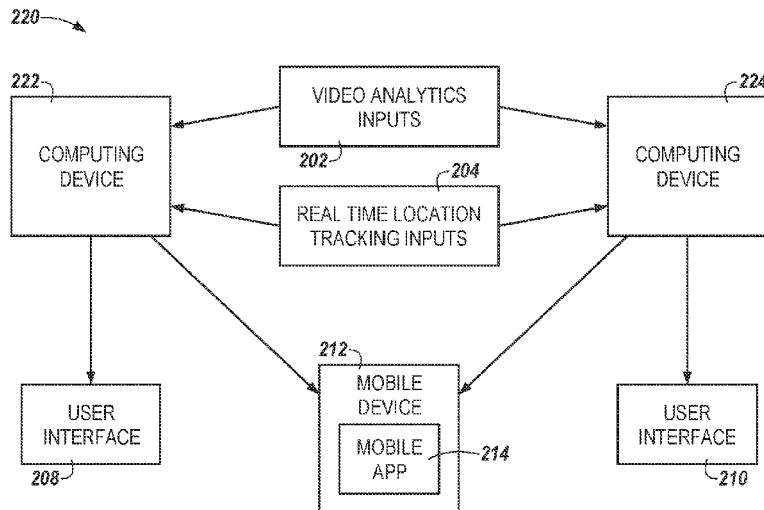 220
222
224
VIDEO ANALYTICS
INPUTS
202
COMPUTING
DEVICE
COMPUTING
DEVICE
204
REAL TIME LOCATION
TRACKING INPUTS
212
MOBILE
DEVICE
MOBILE
APP
214
USER
INTERFACE
208
USER
INTERFACE
210